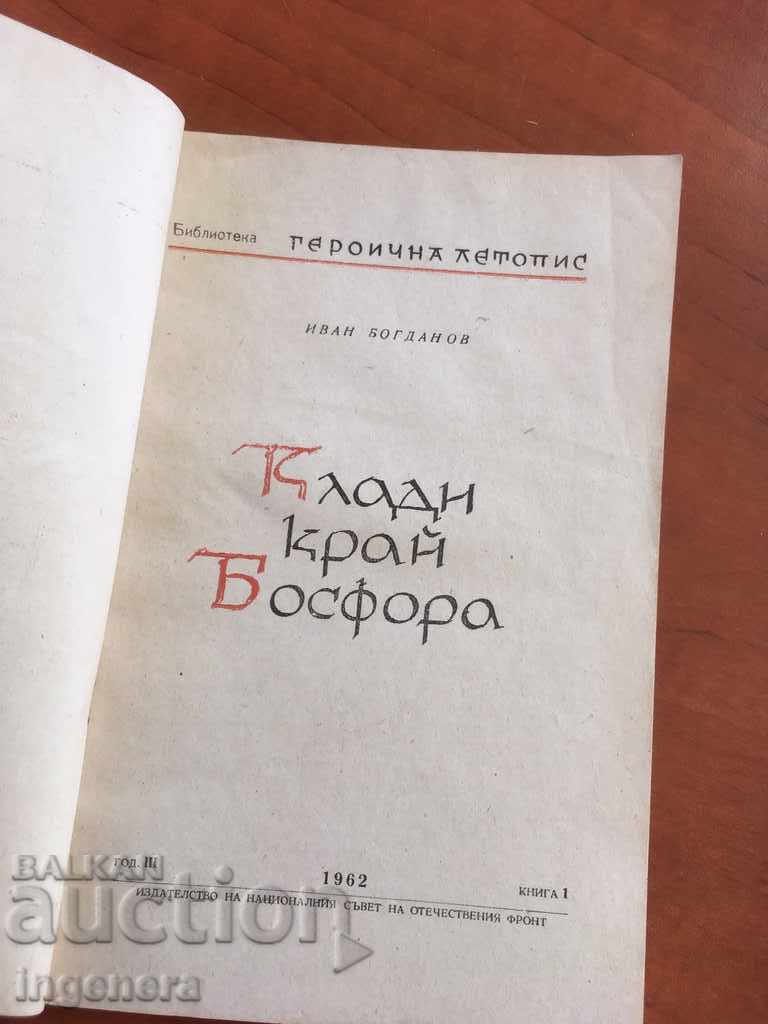 Библиотека ГЕРОИЧНА ЛЕТОПИС
ИВАН БОГДАНОВ
Клади
край
Босфора
ГОД. III
1962
КНИГА 1
ИЗДАТЕЛСТВО НА НАЦИОНАЛНИЯ СЪВЕТ НА ОТЕЧЕСТВЕНИЯ ФРОНТ
BALKAN
auction
ingenera